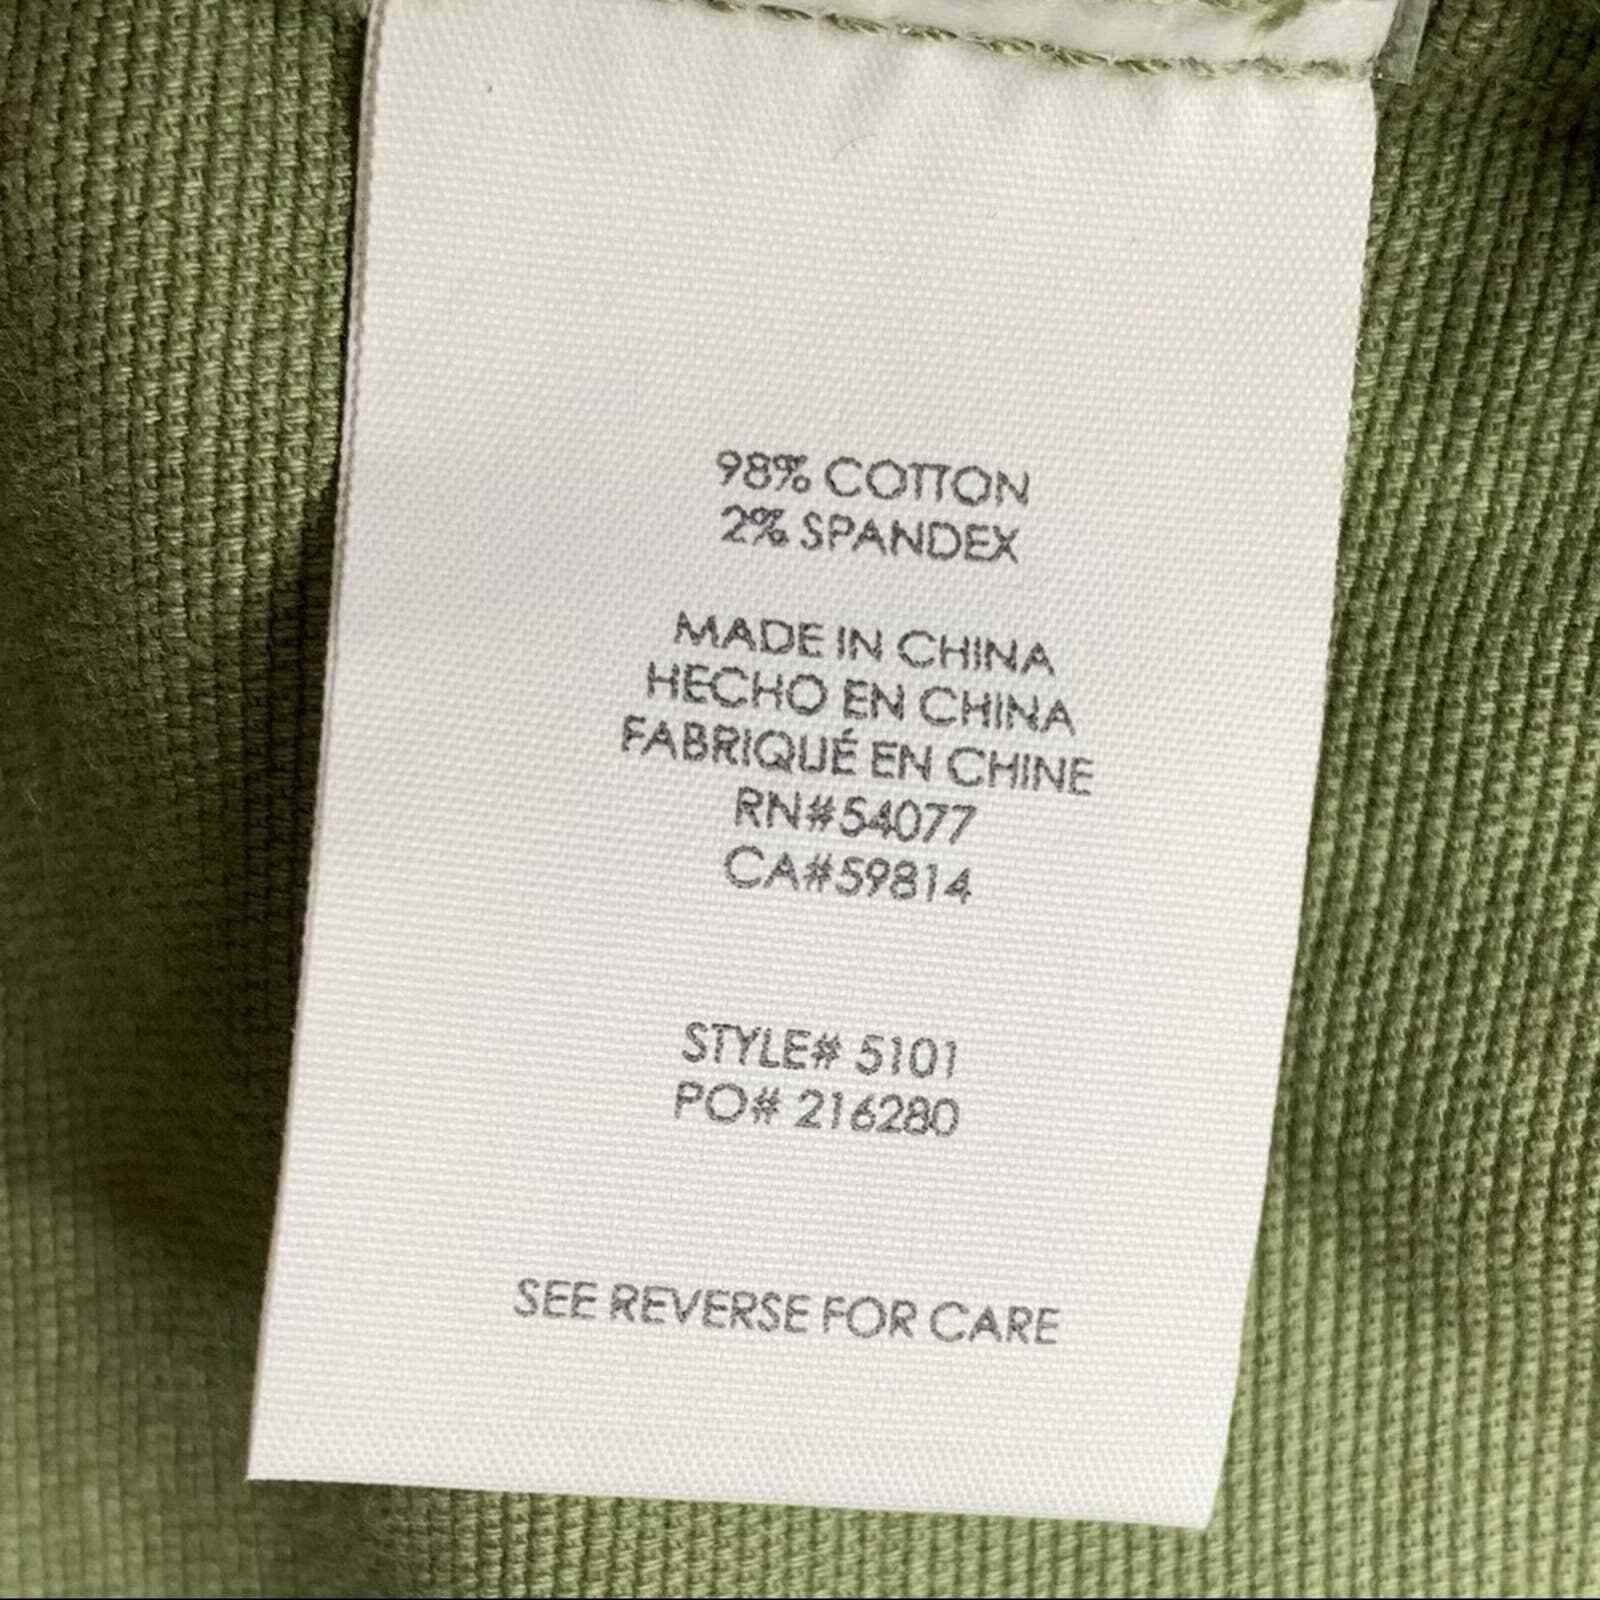 98% COTTON
2% SPANDEX
MADE IN CHINA
HECHO EN CHINA
FABRIQUÉ EN CHINE
RN#54077
CA#59814
STYLE# 5101
PO# 216280
SEE REVERSE FOR CARE